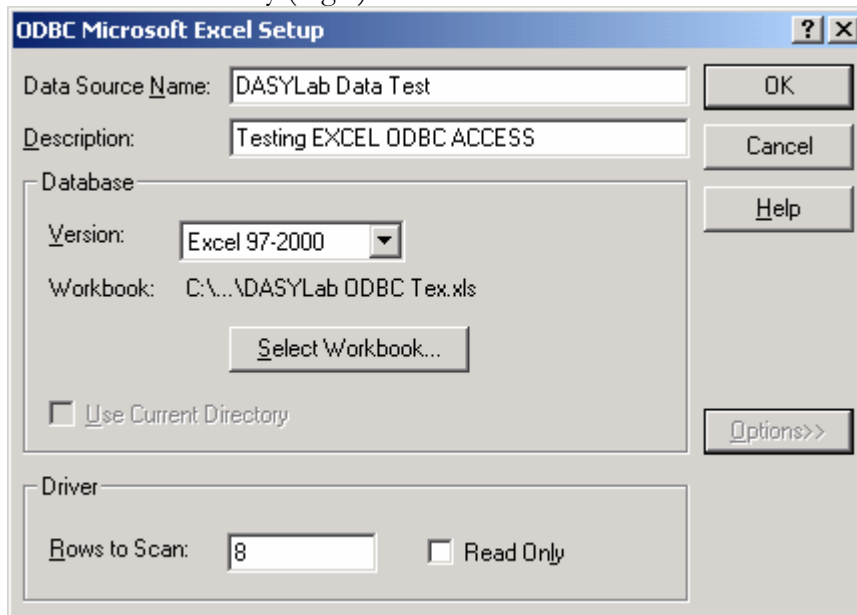 ODBC Microsoft Excel Setup
Data Source Name: DASYLab Data Test OK
Description: Testing EXCEL ODBC ACCESS Cancel
Database
Help
Version: Excel 97-2000
Workbook: C:\...\DASYLab ODBC Tex.xls
Select Workbook...
Use Current Directory
Options>>
Driver
Rows to Scan: 8 Read Only